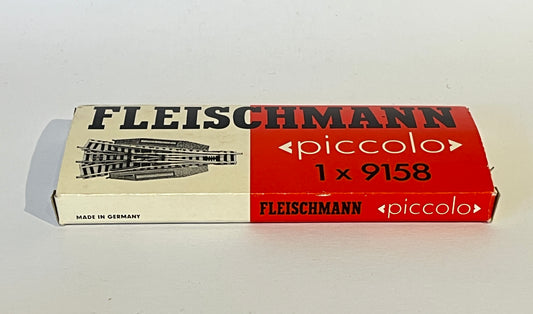 FLEISCHMANN
<piccolo>
1 x 9158
MADE IN GERMANY
FLEISCHMANN <piccolo>